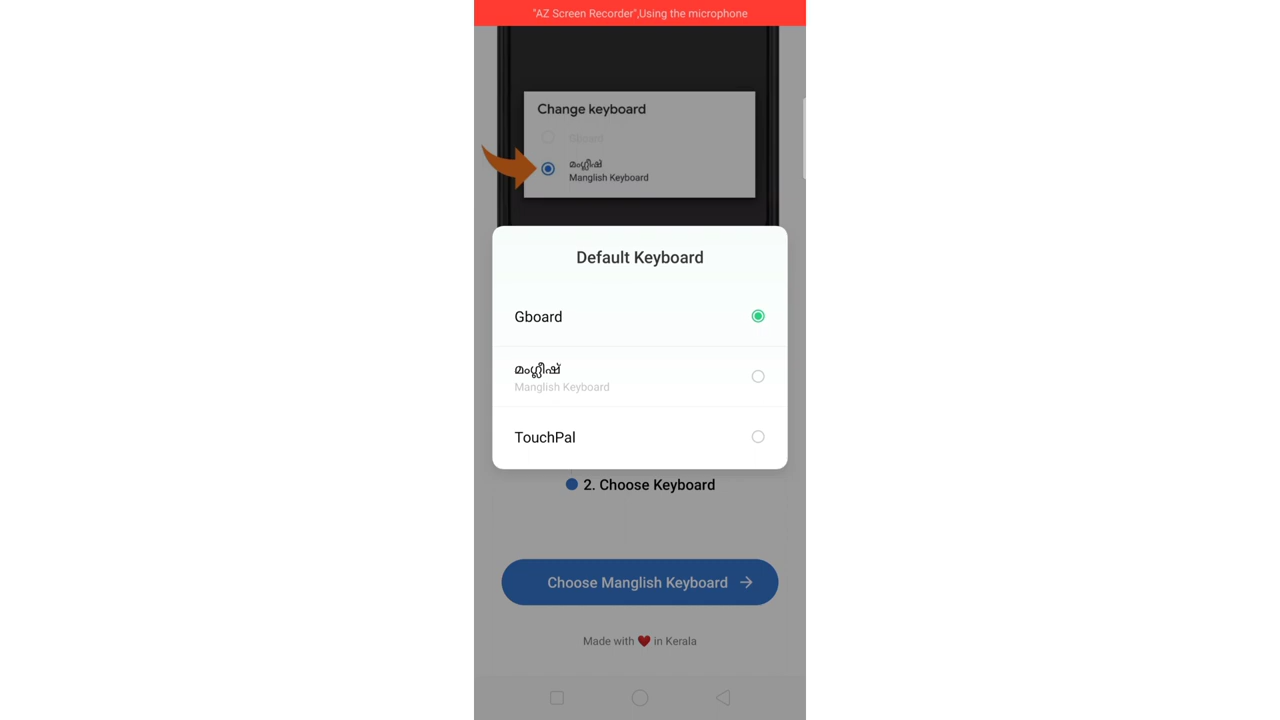 "AZ Screen Recorder",Using the microphone
Change keyboard
Gboard
മംഗ്ലീഷ്
Manglish Keyboard
Default Keyboard
Gboard
മംഗ്ലീഷ്
Manglish Keyboard
TouchPal
2. Choose Keyboard
Choose Manglish Keyboard →
Made with ❤️ in Kerala